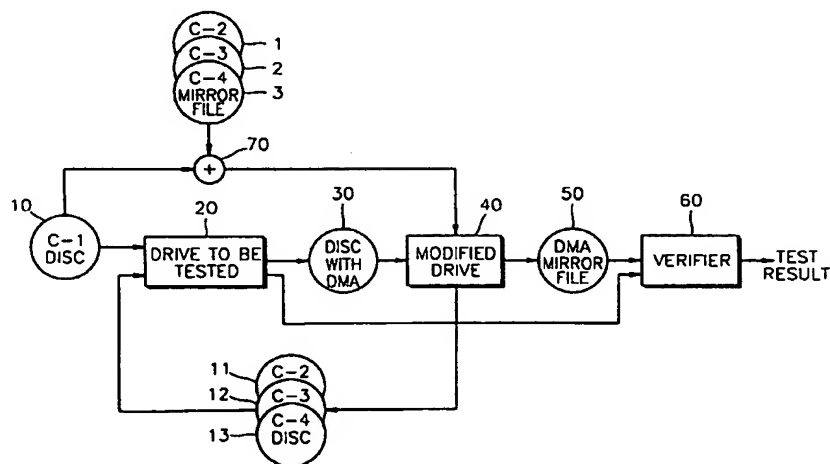 C-2
1
C-3
2
C-4
MIRROR
FILE
3
70
+
10
C-1
DISC
20
DRIVE TO BE
TESTED
30
DISC
WITH
DMA
40
MODIFIED
DRIVE
50
DMA
MIRROR
FILE
60
VERIFIER
TEST
RESULT
11
C-2
12
C-3
13
C-4
DISC